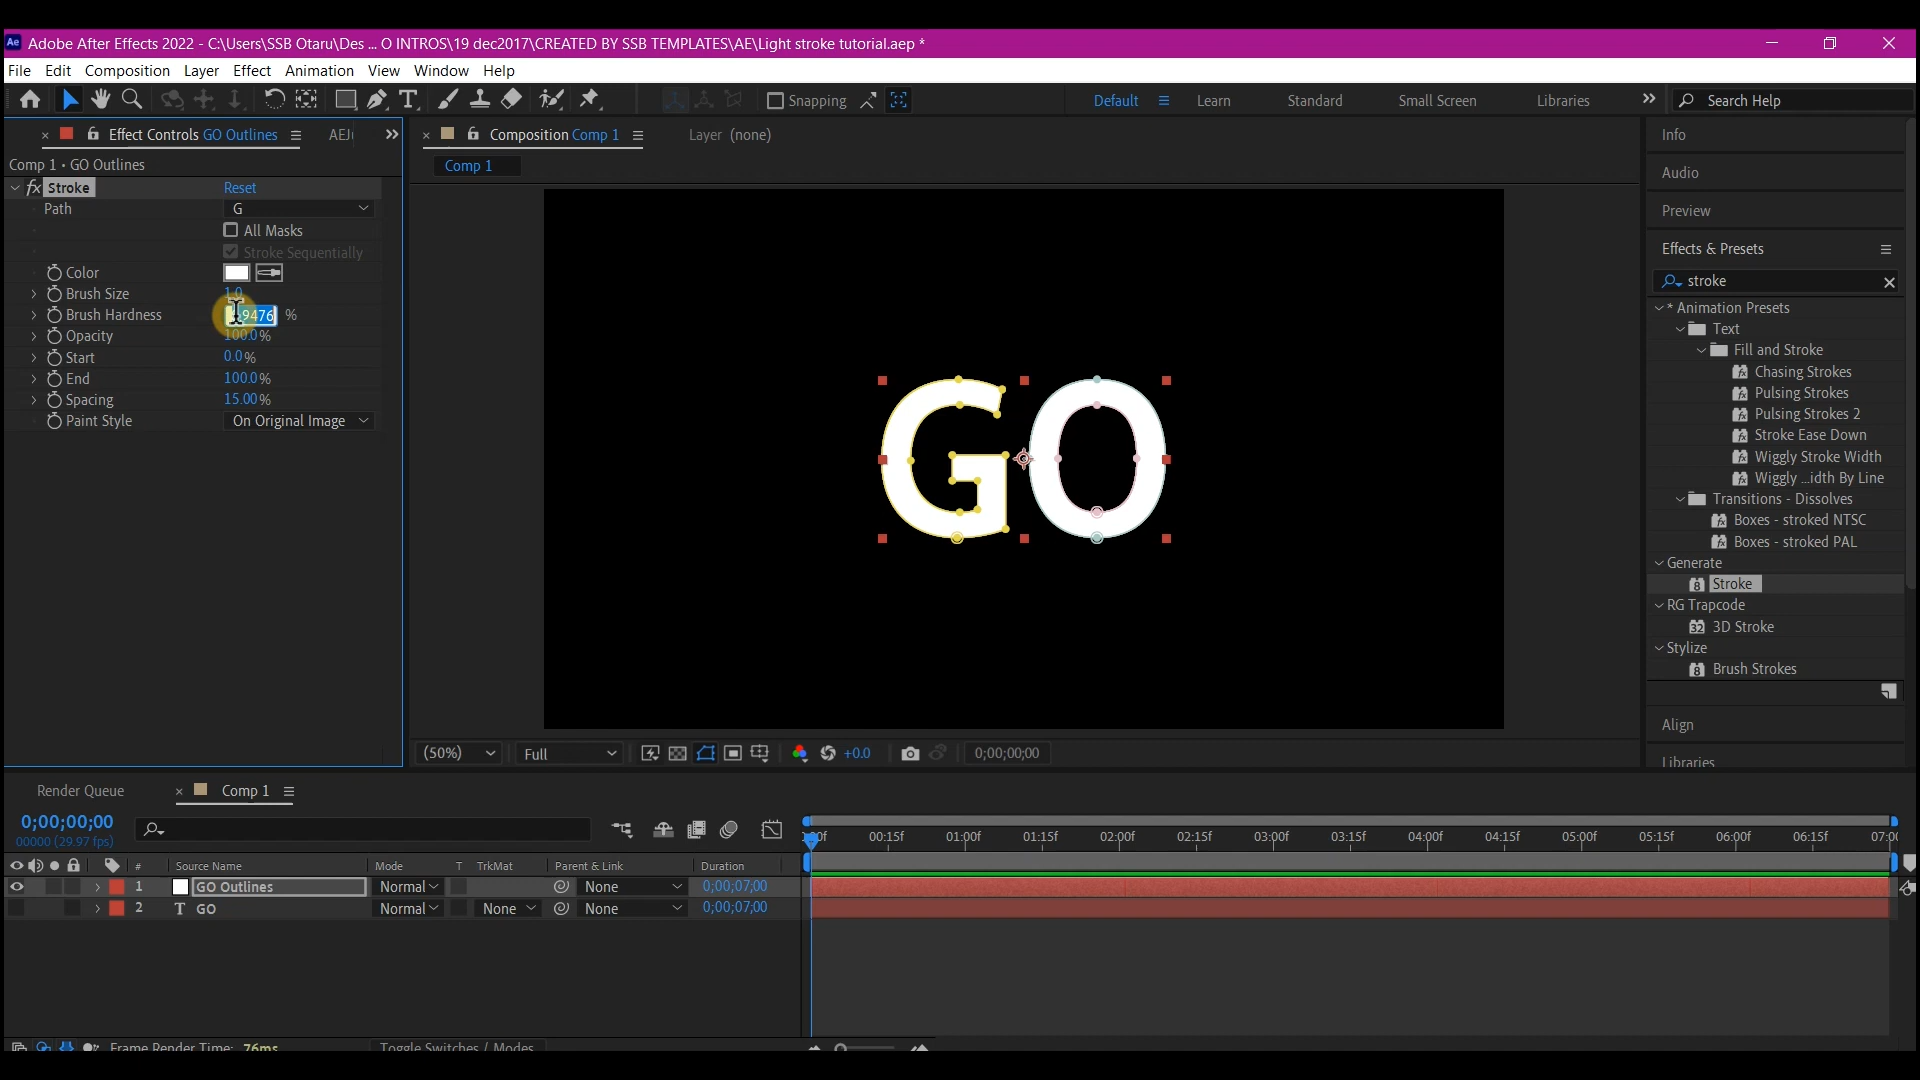 Ae Adobe After Effects 2022 - C:\Users\SSB Otaru\Des ... O INTROS\19 dec2017\CREATED BY SSB TEMPLATES\AE\Light stroke tutorial.aep *
File Edit Composition Layer Effect Animation View Window Help
Snapping Default Learn Standard Small Screen Libraries Search Help
Effect Controls GO Outlines Composition Comp 1 Layer (none) Info
Comp 1 • GO Outlines Comp 1 Audio
fx Stroke Reset
Path G Preview
All Masks
Stroke Sequentially Effects & Presets
Color stroke
Brush Size 1.0 * Animation Presets
Brush Hardness %
Opacity 100.0%
Start 0.0%
End 100.0%
Spacing 15.00%
Paint Style On Original Image
Text
Fill and Stroke
Chasing Strokes
Pulsing Strokes
Pulsing Strokes 2
Stroke Ease Down
Wiggly Stroke Width
Wiggly ...idth By Line
Transitions - Dissolves
Boxes - stroked NTSC
Boxes - stroked PAL
Generate
Stroke
RG Trapcode
3D Stroke
Stylize
Brush Strokes
Align
Libraries
GO
(50%) Full +0.0 0;00;00;00
Render Queue Comp 1
0;00;00;00
00000 (29.97 fps)
00:15f 01:00f 01:15f 02:00f 02:15f 03:00f 03:15f 04:00f 04:15f 05:00f 05:15f 06:00f 06:15f
# Source Name Mode T TrkMat Parent & Link Duration
1 GO Outlines Normal None 0;00;07;00
2 T GO Normal None None 0;00;07;00
Frame Render Time: 76ms Toggle Switches / Modes